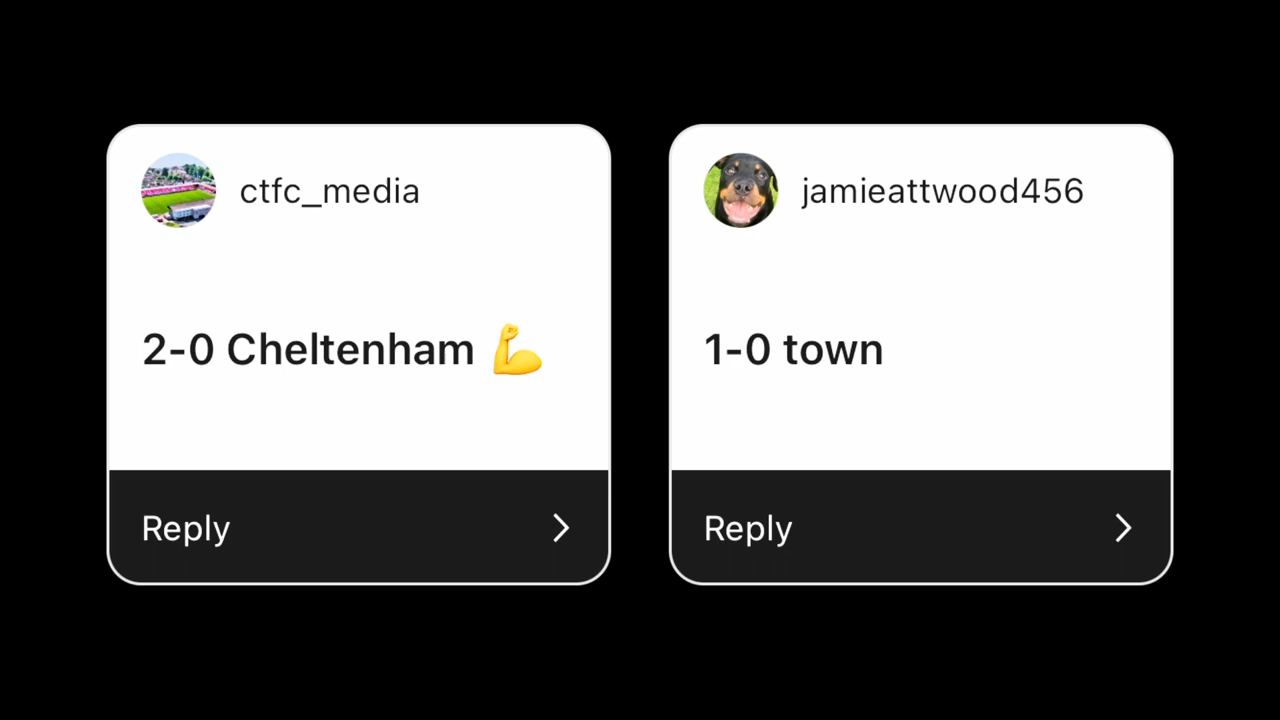 ctfc_media
2-0 Cheltenham 💪
Reply
jamieattwood456
1-0 town
Reply